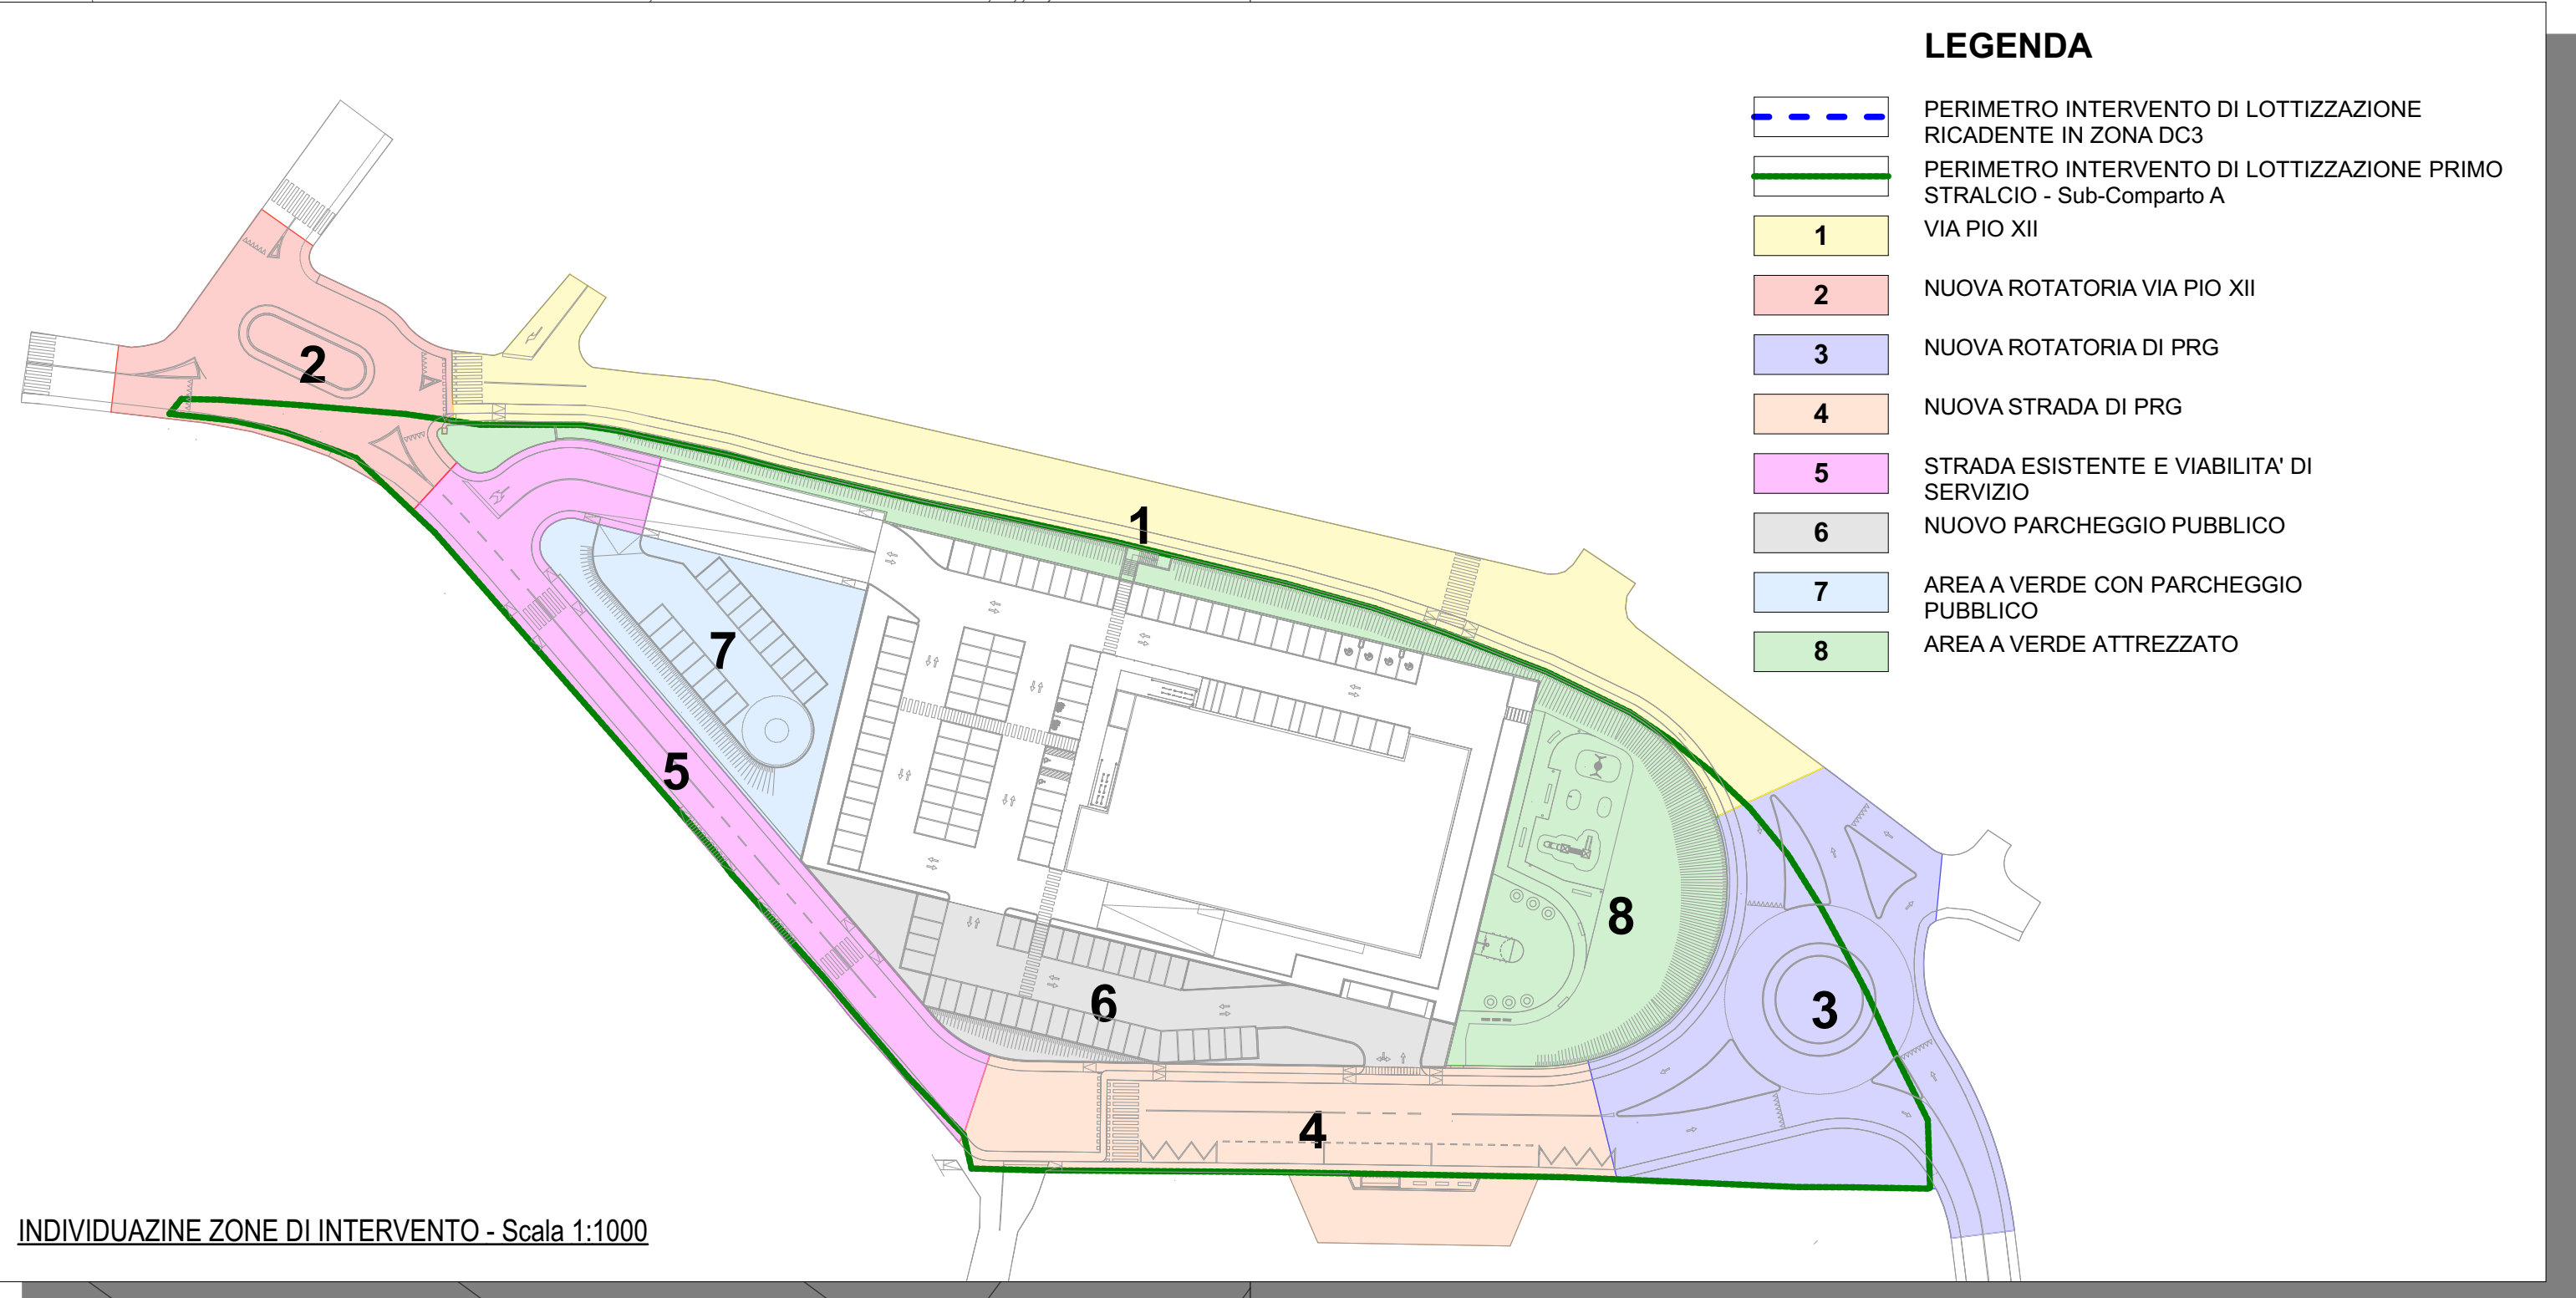 LEGENDA
PERIMETRO INTERVENTO DI LOTTIZZAZIONE
RICADENTE IN ZONA DC3
PERIMETRO INTERVENTO DI LOTTIZZAZIONE PRIMO
STRALCIO - Sub-Comparto A
1 VIA PIO XII
2 NUOVA ROTATORIA VIA PIO XII
3 NUOVA ROTATORIA DI PRG
4 NUOVA STRADA DI PRG
5 STRADA ESISTENTE E VIABILITA' DI
SERVIZIO
6 NUOVO PARCHEGGIO PUBBLICO
7 AREA A VERDE CON PARCHEGGIO
PUBBLICO
8 AREA A VERDE ATTREZZATO
2
1
7
5
8
6
3
4
INDIVIDUAZINE ZONE DI INTERVENTO - Scala 1:1000